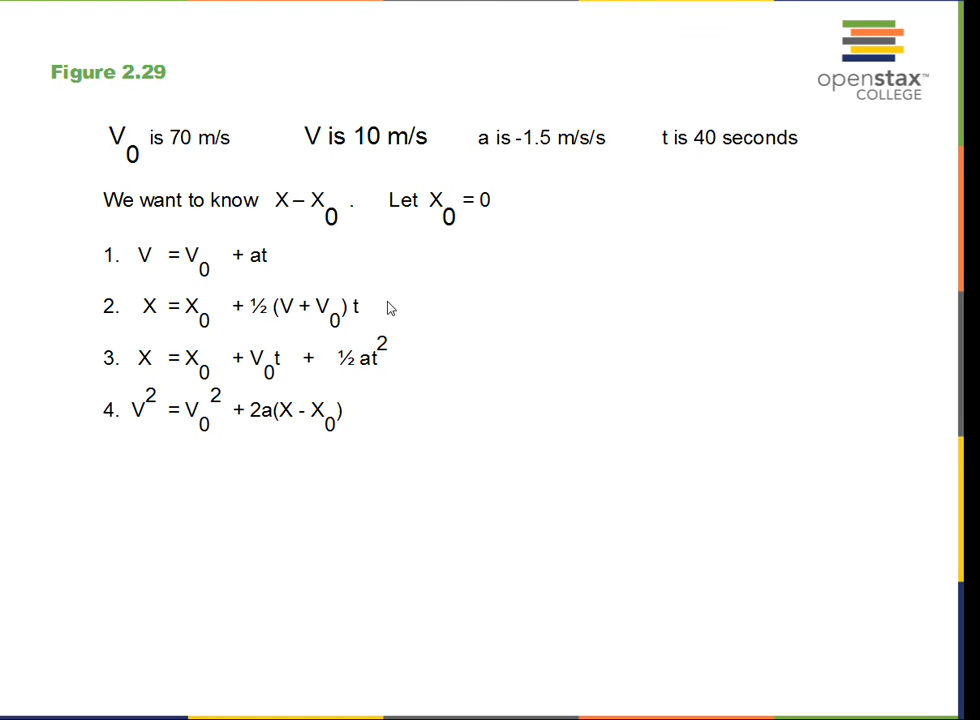 openstax™
COLLEGE
Figure 2.29
V0 is 70 m/s V is 10 m/s a is -1.5 m/s/s t is 40 seconds
We want to know X – X0 . Let X0 = 0
1. V = V0 + at
2. X = X0 + ½ (V + V0) t
3. X = X0 + V0t + ½ at²
4. V² = V0² + 2a(X - X0)